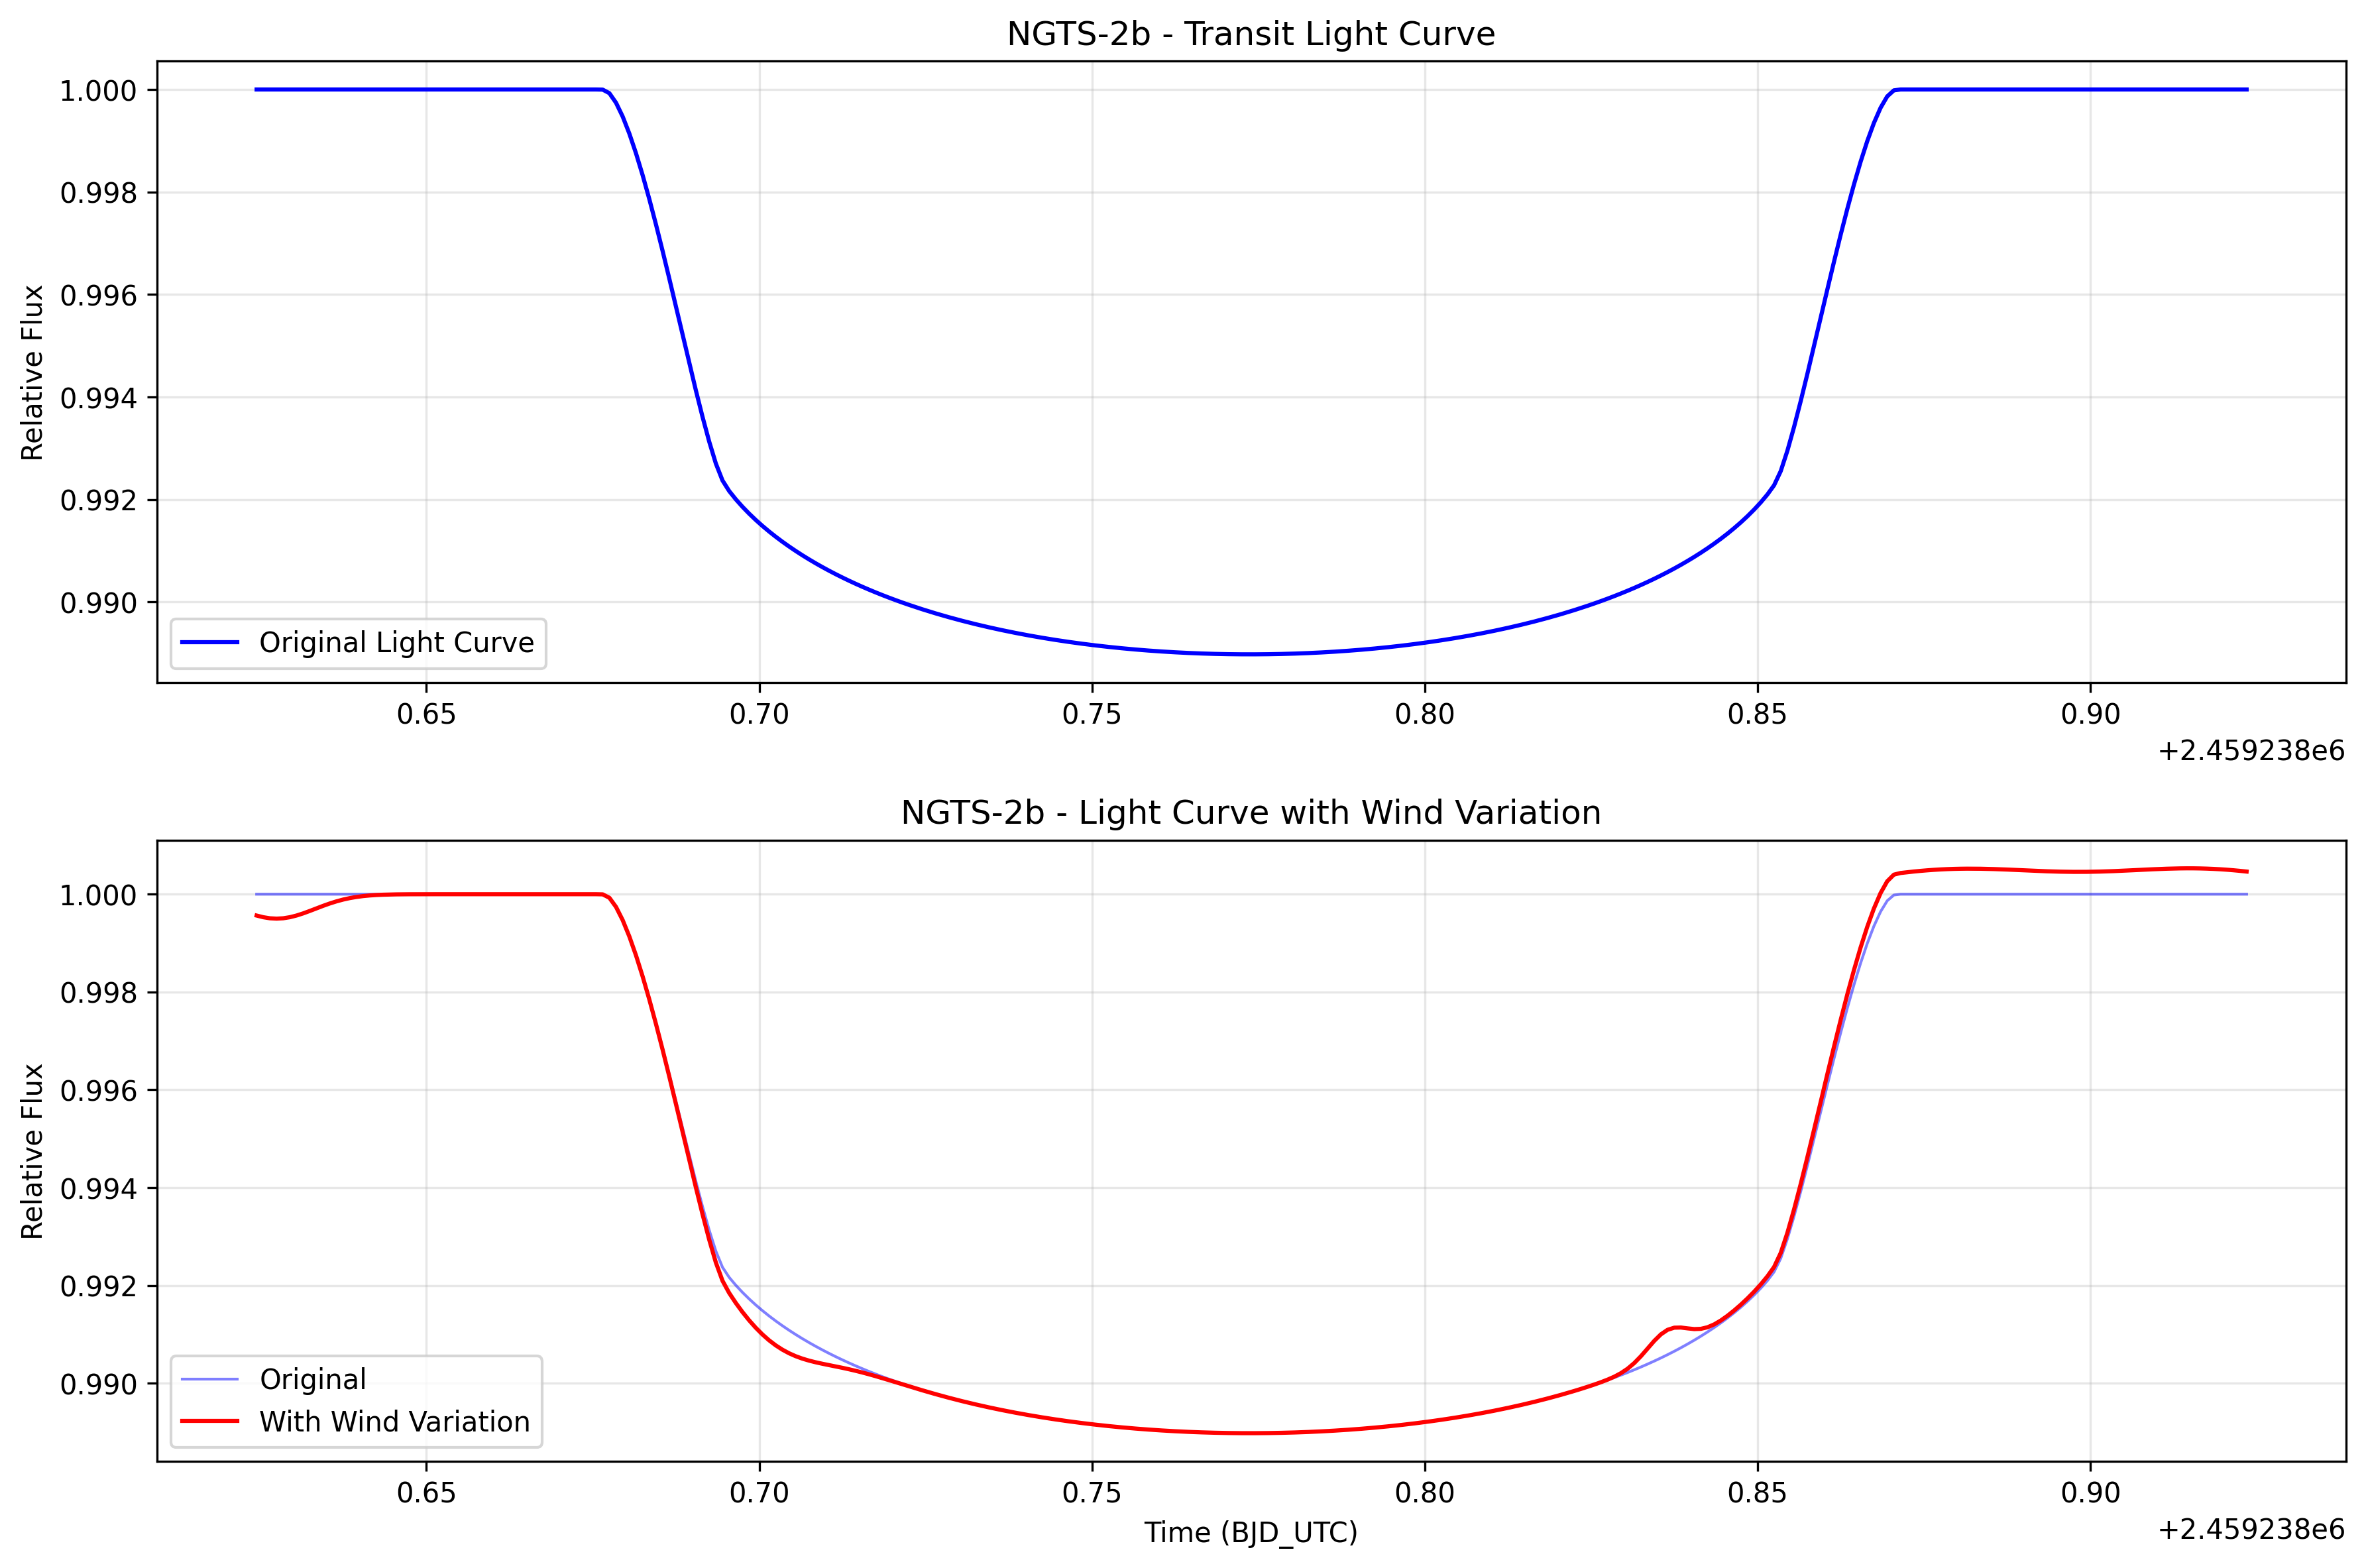 NGTS-2b - Transit Light Curve
Relative Flux
1.000
0.998
0.996
0.994
0.992
0.990
Original Light Curve
0.65 0.70 0.75 0.80 0.85 0.90
+2.459238e6
NGTS-2b - Light Curve with Wind Variation
Relative Flux
1.000
0.998
0.996
0.994
0.992
0.990
Original
With Wind Variation
0.65 0.70 0.75 0.80 0.85 0.90
Time (BJD_UTC)
+2.459238e6